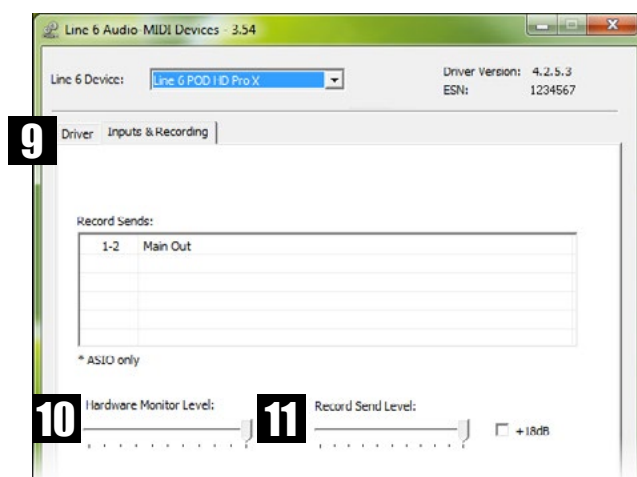 Line 6 Audio-MIDI Devices - 3.54
Line 6 Device: Line 6 POD HD Pro X Driver Version: 4.2.5.3
ESN: 1234567
9 Driver Inputs & Recording
Record Sends:
1-2 Main Out
* ASIO only
10 Hardware Monitor Level: 11 Record Send Level:
+18dB